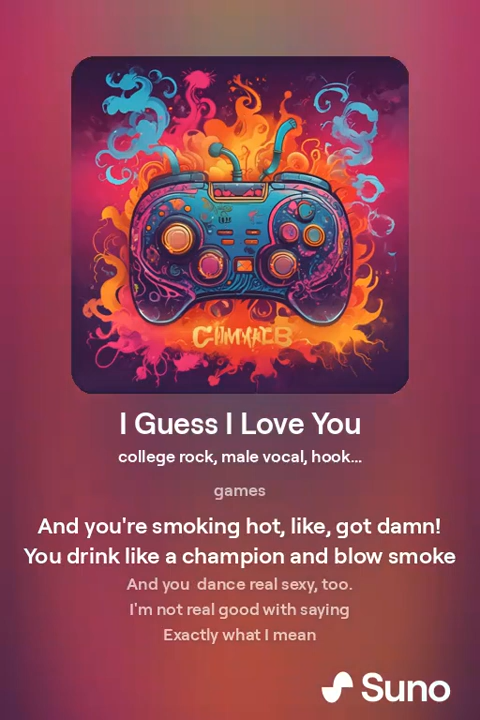 I Guess I Love You
college rock, male vocal, hook...
games
And you're smoking hot, like, got damn!
You drink like a champion and blow smoke
And you dance real sexy, too.
I'm not real good with saying
Exactly what I mean
Suno